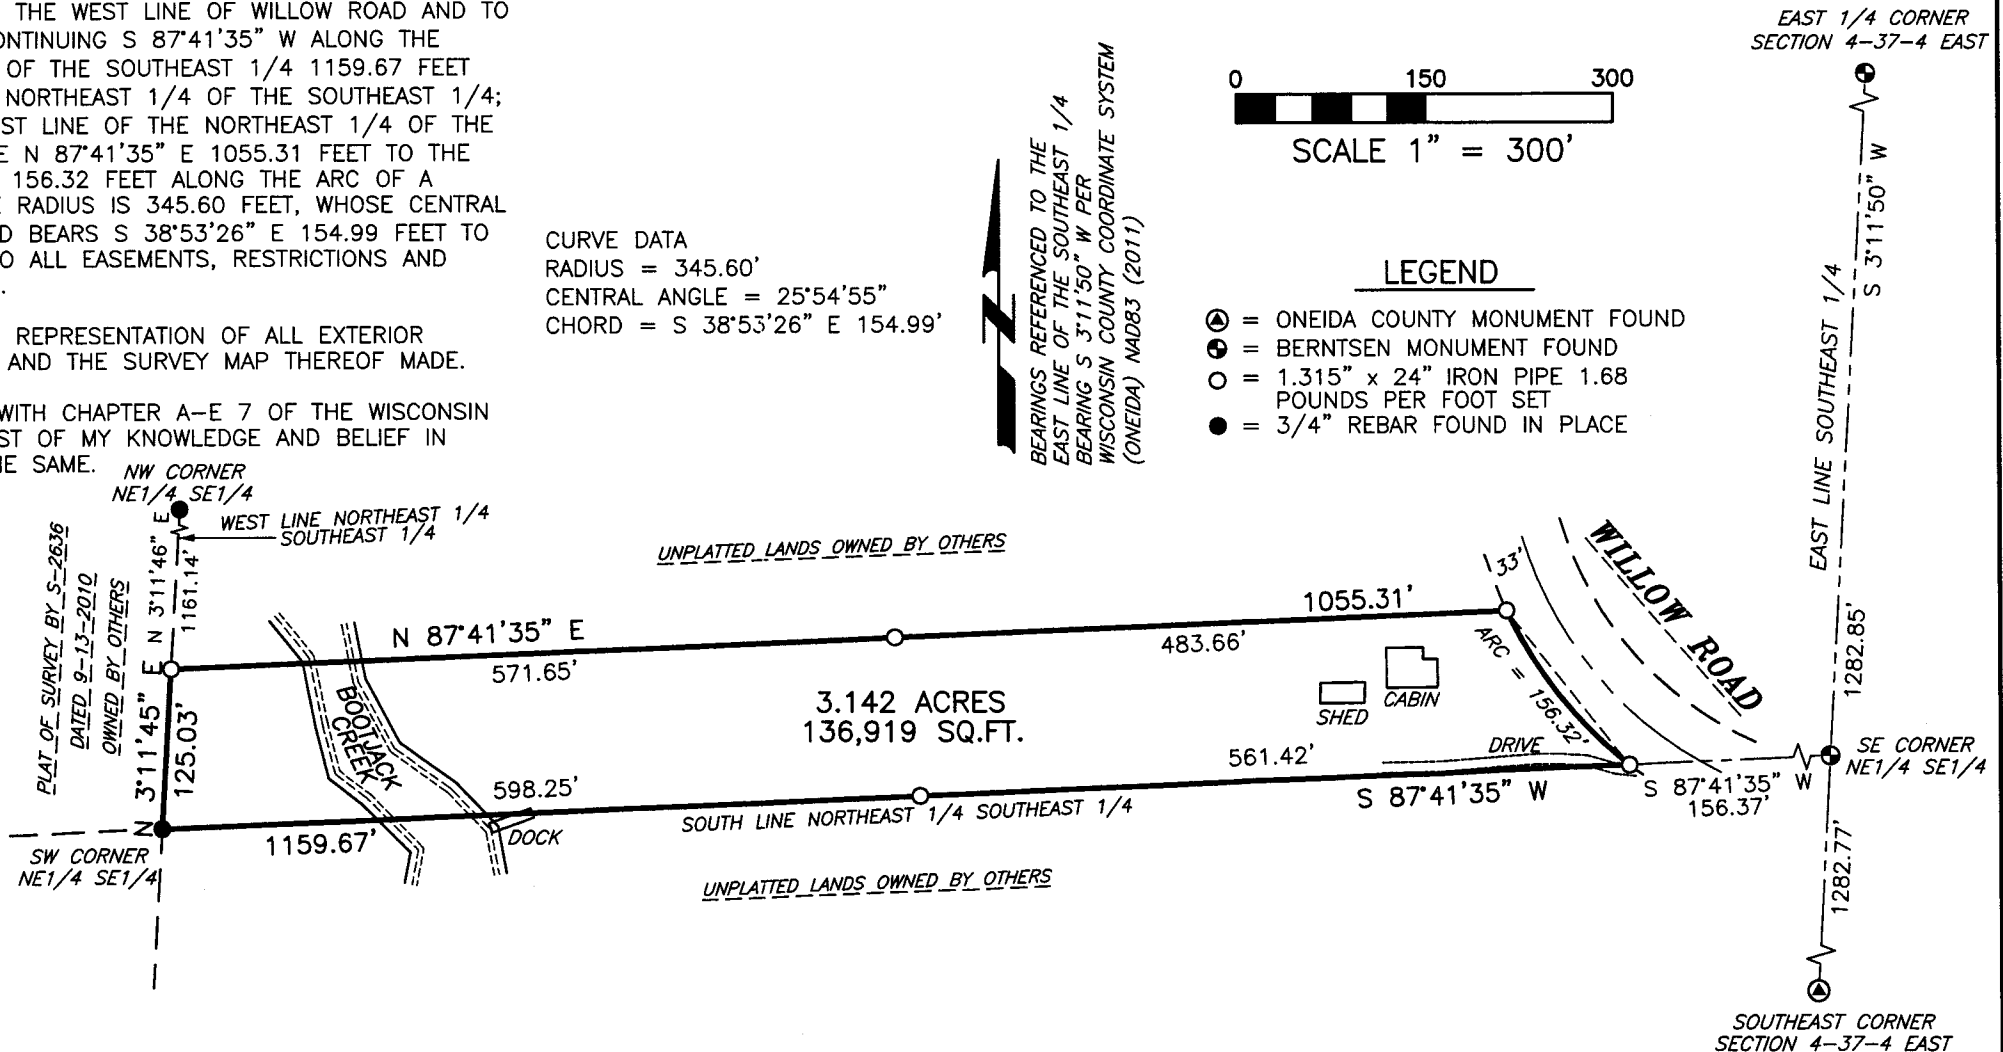 THE WEST LINE OF WILLOW ROAD AND TO
ONTINUING S 87°41'35" W ALONG THE
OF THE SOUTHEAST 1/4 1159.67 FEET
NORTHEAST 1/4 OF THE SOUTHEAST 1/4;
ST LINE OF THE NORTHEAST 1/4 OF THE
E N 87°41'35" E 1055.31 FEET TO THE
156.32 FEET ALONG THE ARC OF A
E RADIUS IS 345.60 FEET, WHOSE CENTRAL
D BEARS S 38°53'26" E 154.99 FEET TO
O ALL EASEMENTS, RESTRICTIONS AND
.
REPRESENTATION OF ALL EXTERIOR
AND THE SURVEY MAP THEREOF MADE.
WITH CHAPTER A-E 7 OF THE WISCONSIN
ST OF MY KNOWLEDGE AND BELIEF IN
HE SAME.
CURVE DATA
RADIUS = 345.60'
CENTRAL ANGLE = 25°54'55"
CHORD = S 38°53'26" E 154.99'
N
BEARINGS REFERENCED TO THE
EAST LINE OF THE SOUTHEAST 1/4
BEARING S 3°11'50" W PER
WISCONSIN COUNTY COORDINATE SYSTEM
(ONEIDA) NAD83 (2011)
0 150 300
SCALE 1" = 300'
LEGEND
= ONEIDA COUNTY MONUMENT FOUND
= BERNTSEN MONUMENT FOUND
= 1.315" x 24" IRON PIPE 1.68
POUNDS PER FOOT SET
= 3/4" REBAR FOUND IN PLACE
EAST 1/4 CORNER
SECTION 4-37-4 EAST
S 3°11'50" W
EAST LINE SOUTHEAST 1/4
1282.85'
SE CORNER
NE1/4 SE1/4
1282.77'
SOUTHEAST CORNER
SECTION 4-37-4 EAST
NW CORNER
NE1/4 SE1/4
WEST LINE NORTHEAST 1/4
SOUTHEAST 1/4
N 3°11'46" E
1161.14'
PLAT OF SURVEY BY S-2636
DATED 9-13-2010
OWNED BY OTHERS
N 3°11'45" E
125.03'
SW CORNER
NE1/4 SE1/4
UNPLATTED LANDS OWNED BY OTHERS
N 87°41'35" E
571.65'
1055.31'
483.66'
33'
WILLOW ROAD
ARC = 156.32'
BOOTJACK
CREEK
3.142 ACRES
136,919 SQ.FT.
SHED
CABIN
DRIVE
598.25'
561.42'
DOCK
1159.67'
SOUTH LINE NORTHEAST 1/4 SOUTHEAST 1/4
S 87°41'35" W
S 87°41'35" W
156.37'
UNPLATTED LANDS OWNED BY OTHERS